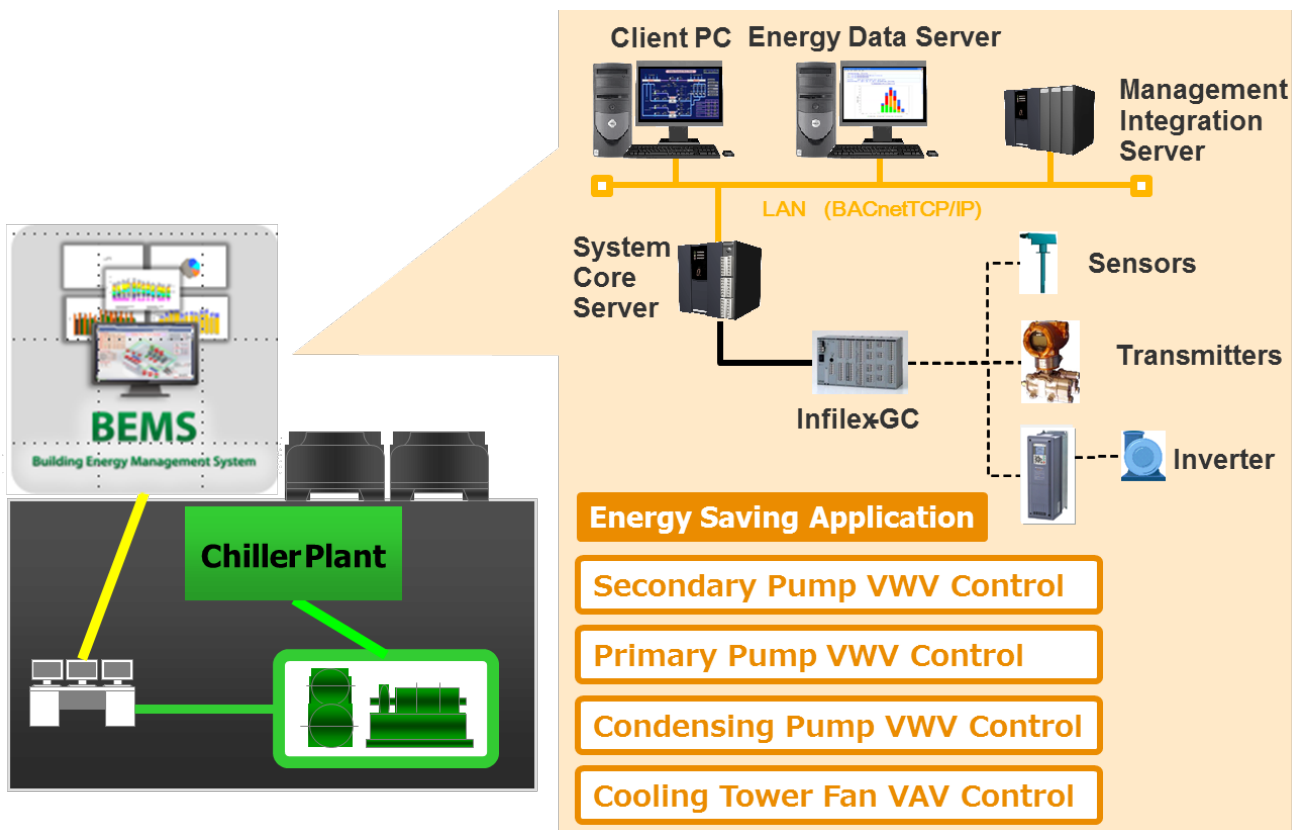 Client PC
Energy Data Server
Management
Integration
Server
LAN (BACnetTCP/IP)
System
Core
Server
Sensors
Transmitters
Infilex-GC
Inverter
BEMS
Building Energy Management System
Chiller Plant
Energy Saving Application
Secondary Pump VWV Control
Primary Pump VWV Control
Condensing Pump VWV Control
Cooling Tower Fan VAV Control